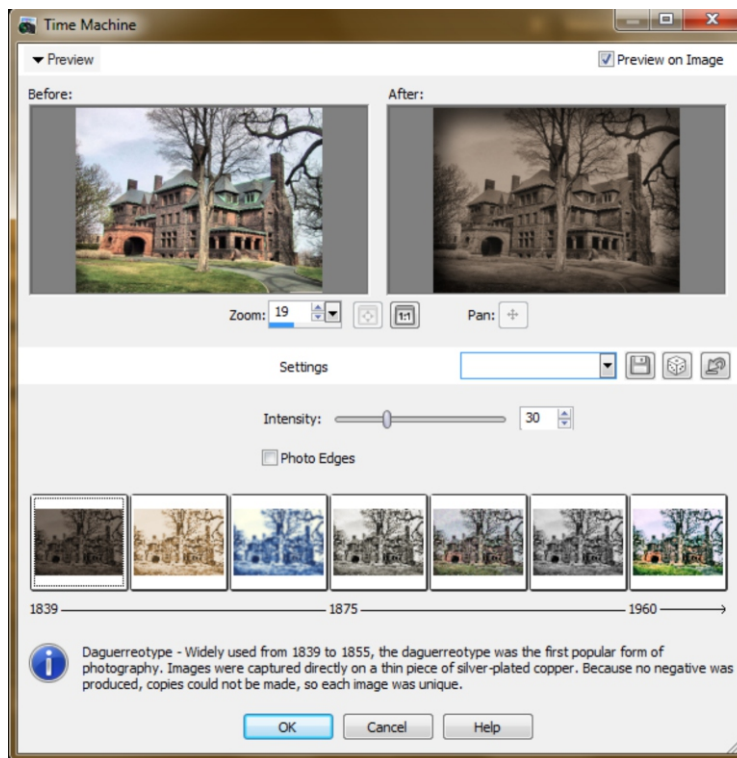 Time Machine
Preview
Preview on Image
Before:
After:
Zoom: 19
1:1
Pan:
Settings
Intensity: 30
Photo Edges
1839
1875
1960
Daguerreotype - Widely used from 1839 to 1855, the daguerreotype was the first popular form of
photography. Images were captured directly on a thin piece of silver-plated copper. Because no negative was
produced, copies could not be made, so each image was unique.
OK
Cancel
Help